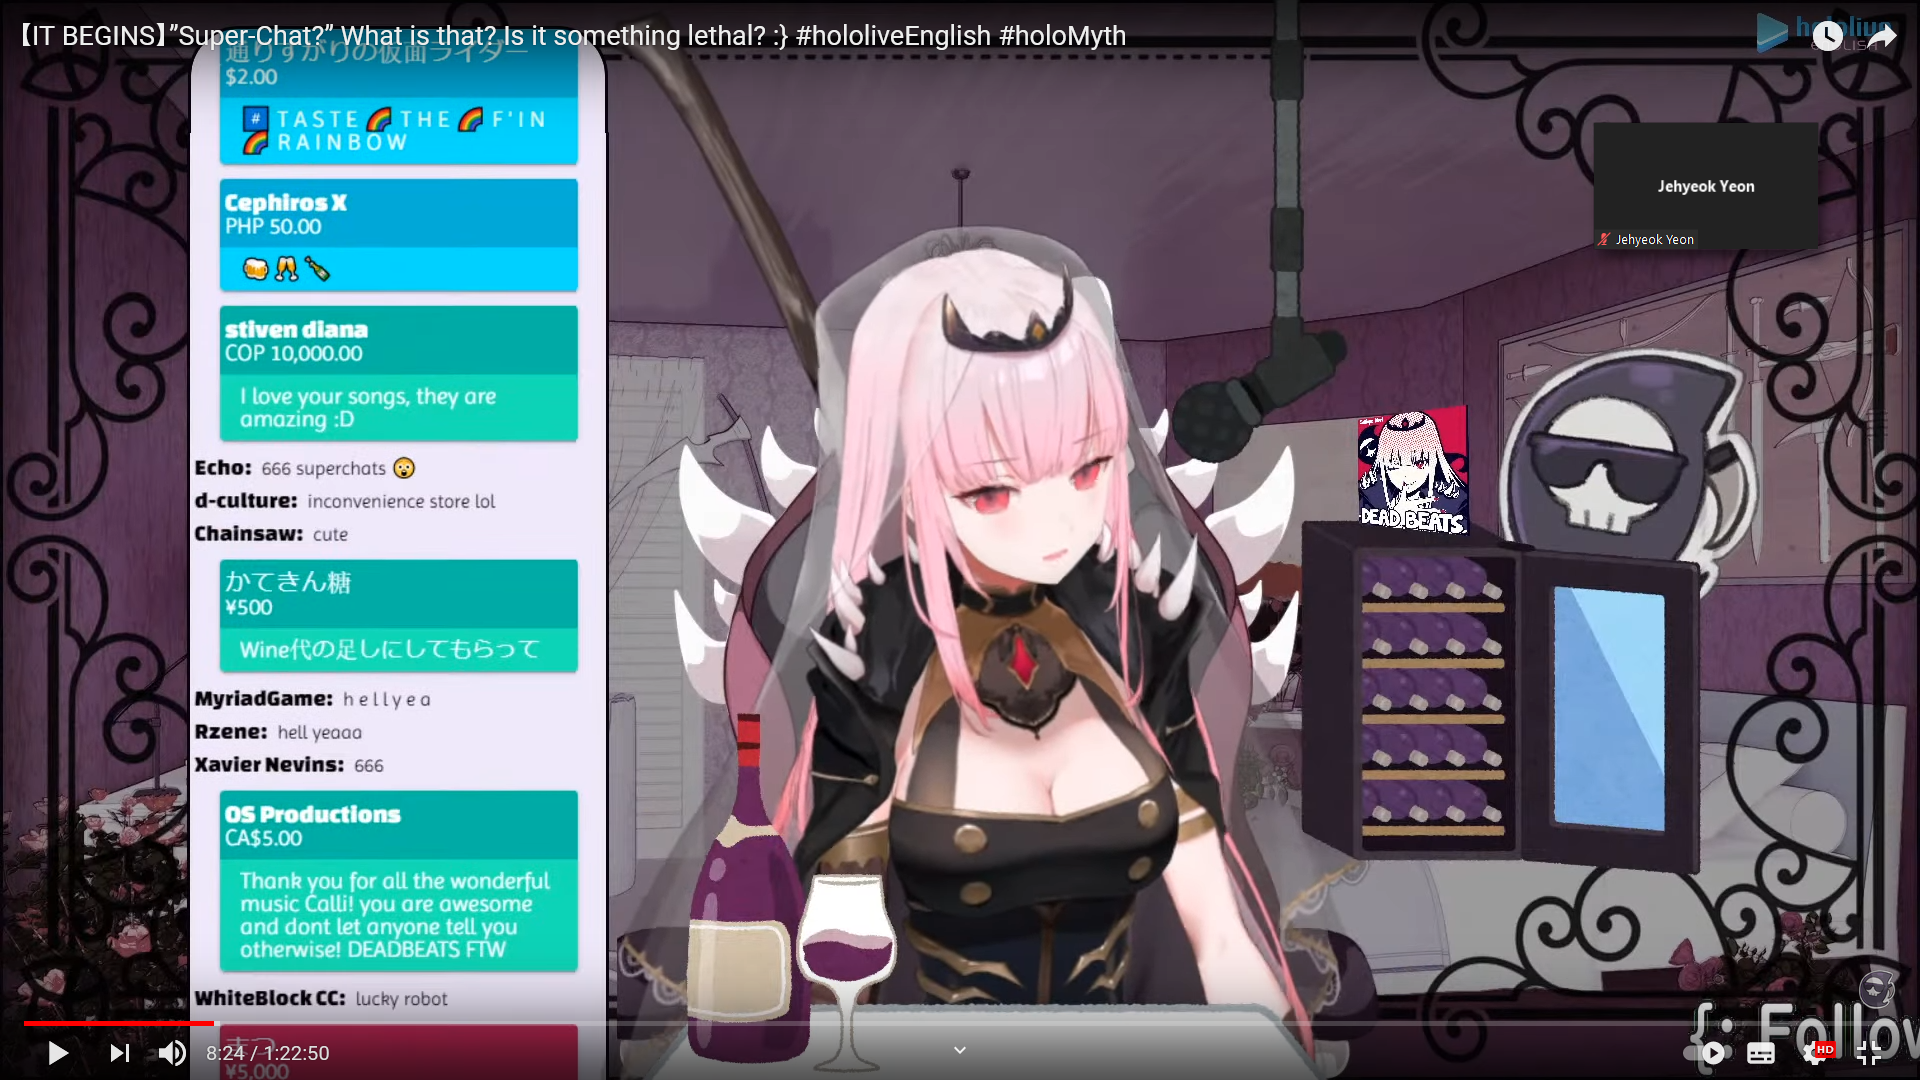 【IT BEGINS】”Super-Chat?” What is that? Is it something lethal? :} #hololiveEnglish #holoMyth
hololive
ENGLISH
通りすがりの仮面ライダー
$2.00
# TASTE 🌈 THE 🌈 F'IN
🌈 RAINBOW
Cephiros X
PHP 50.00
🍻🥂🍾
stiven diana
COP 10,000.00
I love your songs, they are
amazing :D
Echo: 666 superchats 😲
d-culture: inconvenience store lol
Chainsaw: cute
かてきん糖
¥500
Wine代の足しにしてもらって
MyriadGame: h e l l y e a
Rzene: hell yeaaa
Xavier Nevins: 666
OS Productions
CA$5.00
Thank you for all the wonderful
music Calli! you are awesome
and dont let anyone tell you
otherwise! DEADBEATS FTW
WhiteBlock CC: lucky robot
まつ
¥5,000
Jehyeok Yeon
Jehyeok Yeon
DEAD BEATS
{: Follow
8:24 / 1:22:50
HD